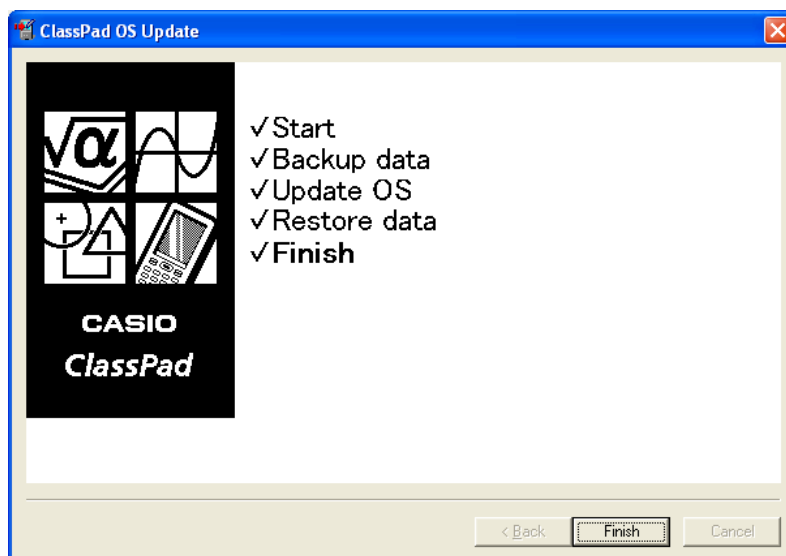 ClassPad OS Update
√α
√Start
√Backup data
√Update OS
√Restore data
√Finish
CASIO
ClassPad
< Back
Finish
Cancel